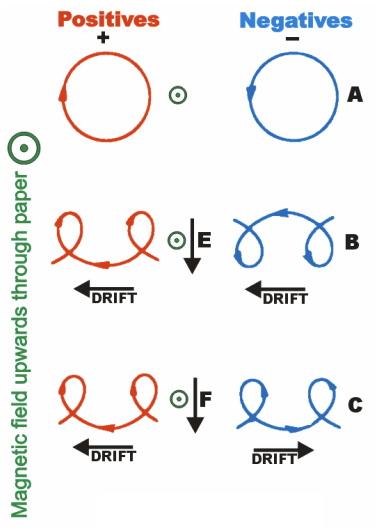 Positives
+
Negatives
–
A
E
B
DRIFT
DRIFT
F
C
DRIFT
DRIFT
Magnetic field upwards through paper